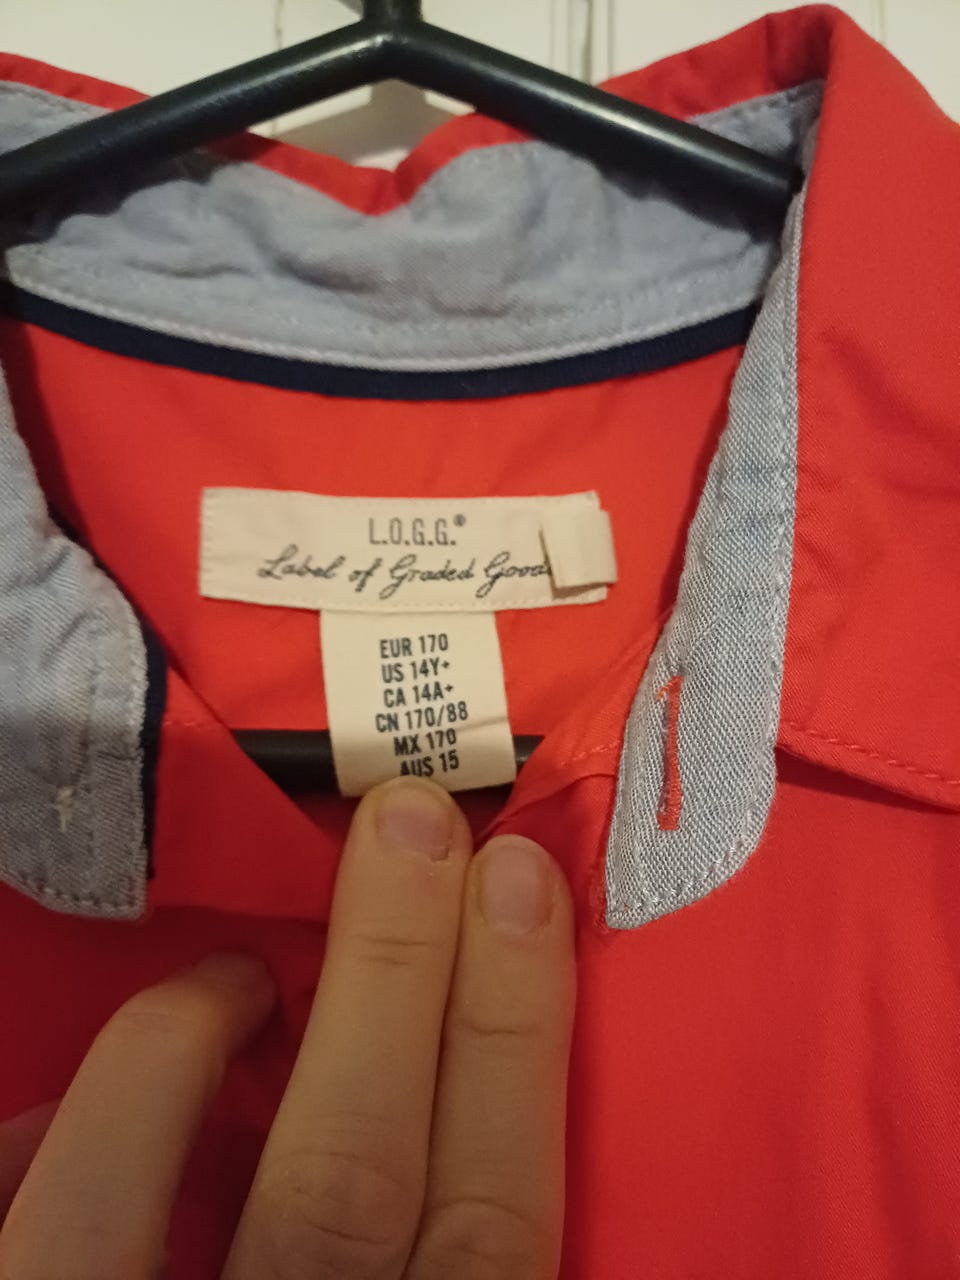 L.O.G.G.®
Label of Graded Goods
EUR 170
US 14Y+
CA 14A+
CN 170/88
MX 170
AUS 15